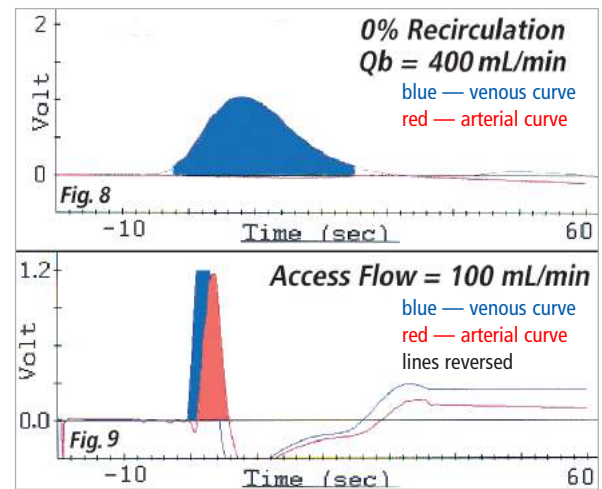 2
0% Recirculation
Qb = 400 mL/min
blue — venous curve
red — arterial curve
Volt
0
Fig. 8
-10
Time (sec)
60
1.2
Access Flow = 100 mL/min
blue — venous curve
red — arterial curve
lines reversed
Volt
0.0
Fig. 9
-10
Time (sec)
60